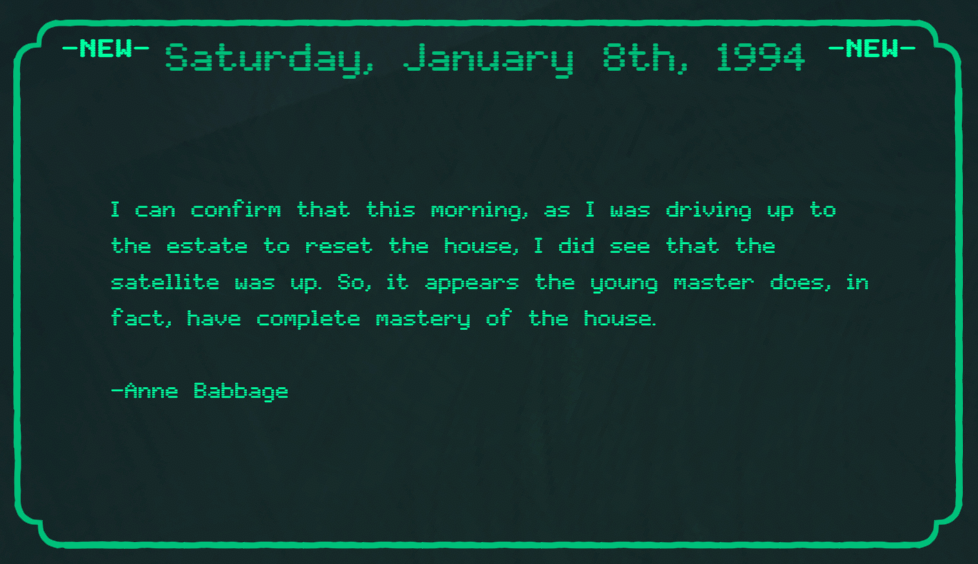 -NEW- Saturday, January 8th, 1994 -NEW-
I can confirm that this morning, as I was driving up to
the estate to reset the house, I did see that the
satellite was up. So, it appears the young master does, in
fact, have complete mastery of the house.
-Anne Babbage